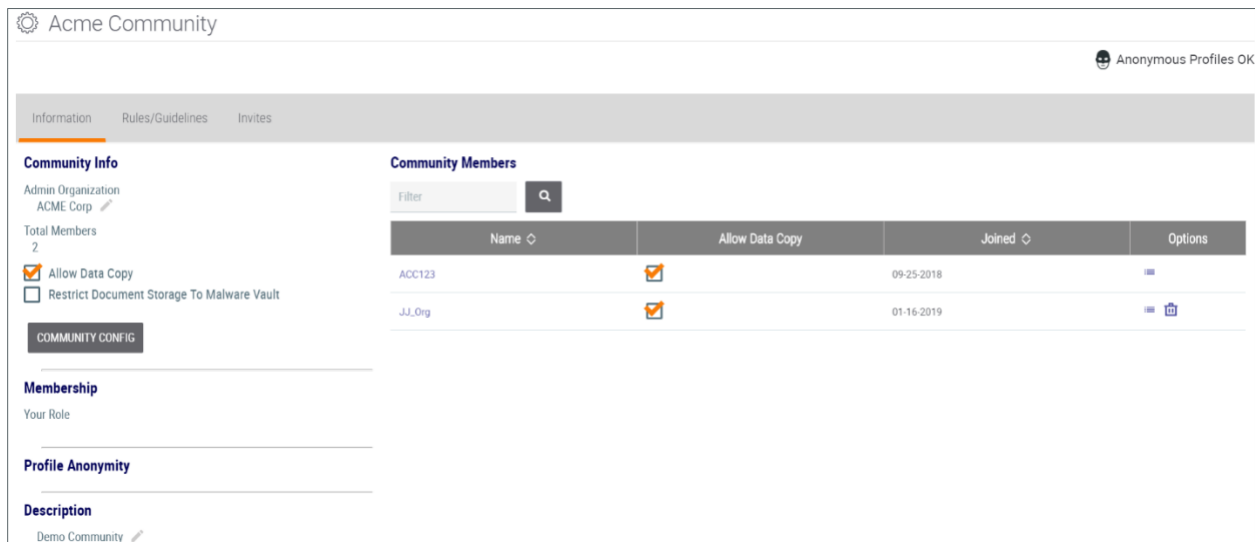 Acme Community
Anonymous Profiles OK
Information Rules/Guidelines Invites
Community Info
Admin Organization
ACME Corp
Total Members
2
Allow Data Copy
Restrict Document Storage To Malware Vault
COMMUNITY CONFIG
Membership
Your Role
Profile Anonymity
Description
Demo Community
Community Members
Filter
Name Allow Data Copy Joined Options
ACC123 09-25-2018
JJ_Org 01-16-2019